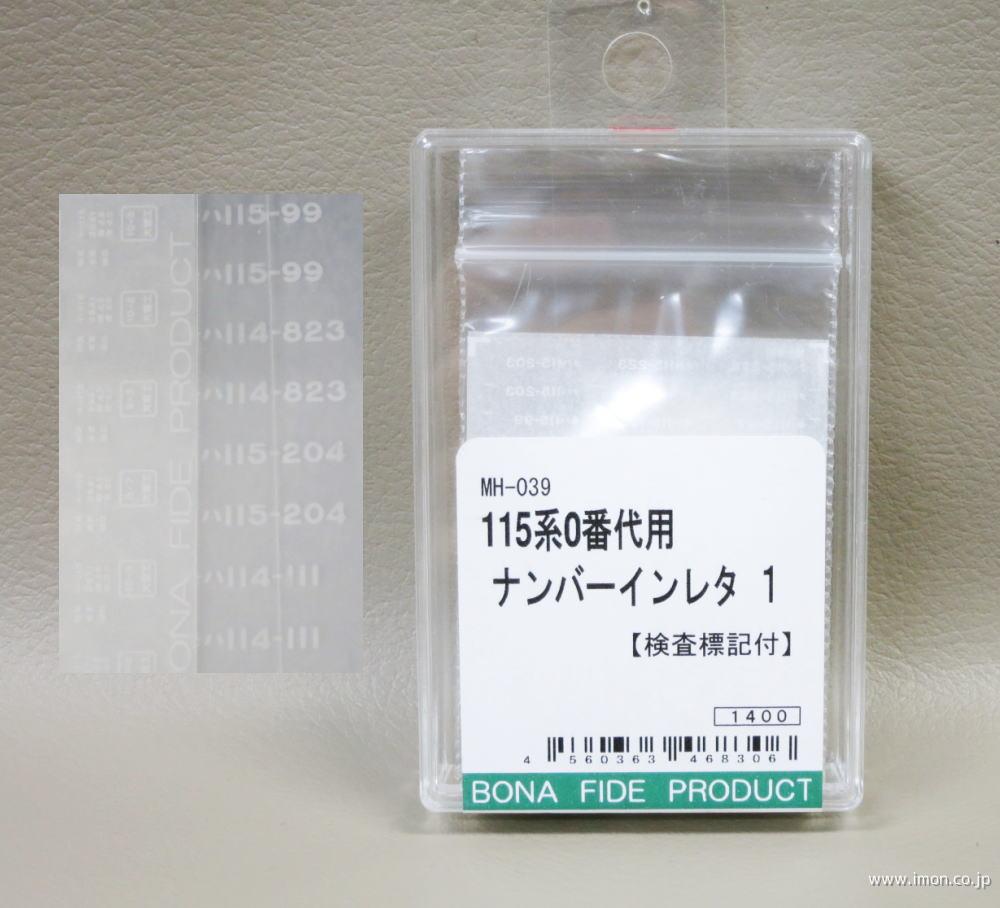 ハ115-99
ハ115-99
ハ114-823
ハ114-823
ハ115-204
ハ115-204
ハ114-111
ハ114-111
BONA FIDE PRODUCT
MH-039
115系0番代用
ナンバーインレタ 1
【検査標記付】
1400
4 560363 468306
BONA FIDE PRODUCT
www.imon.co.jp